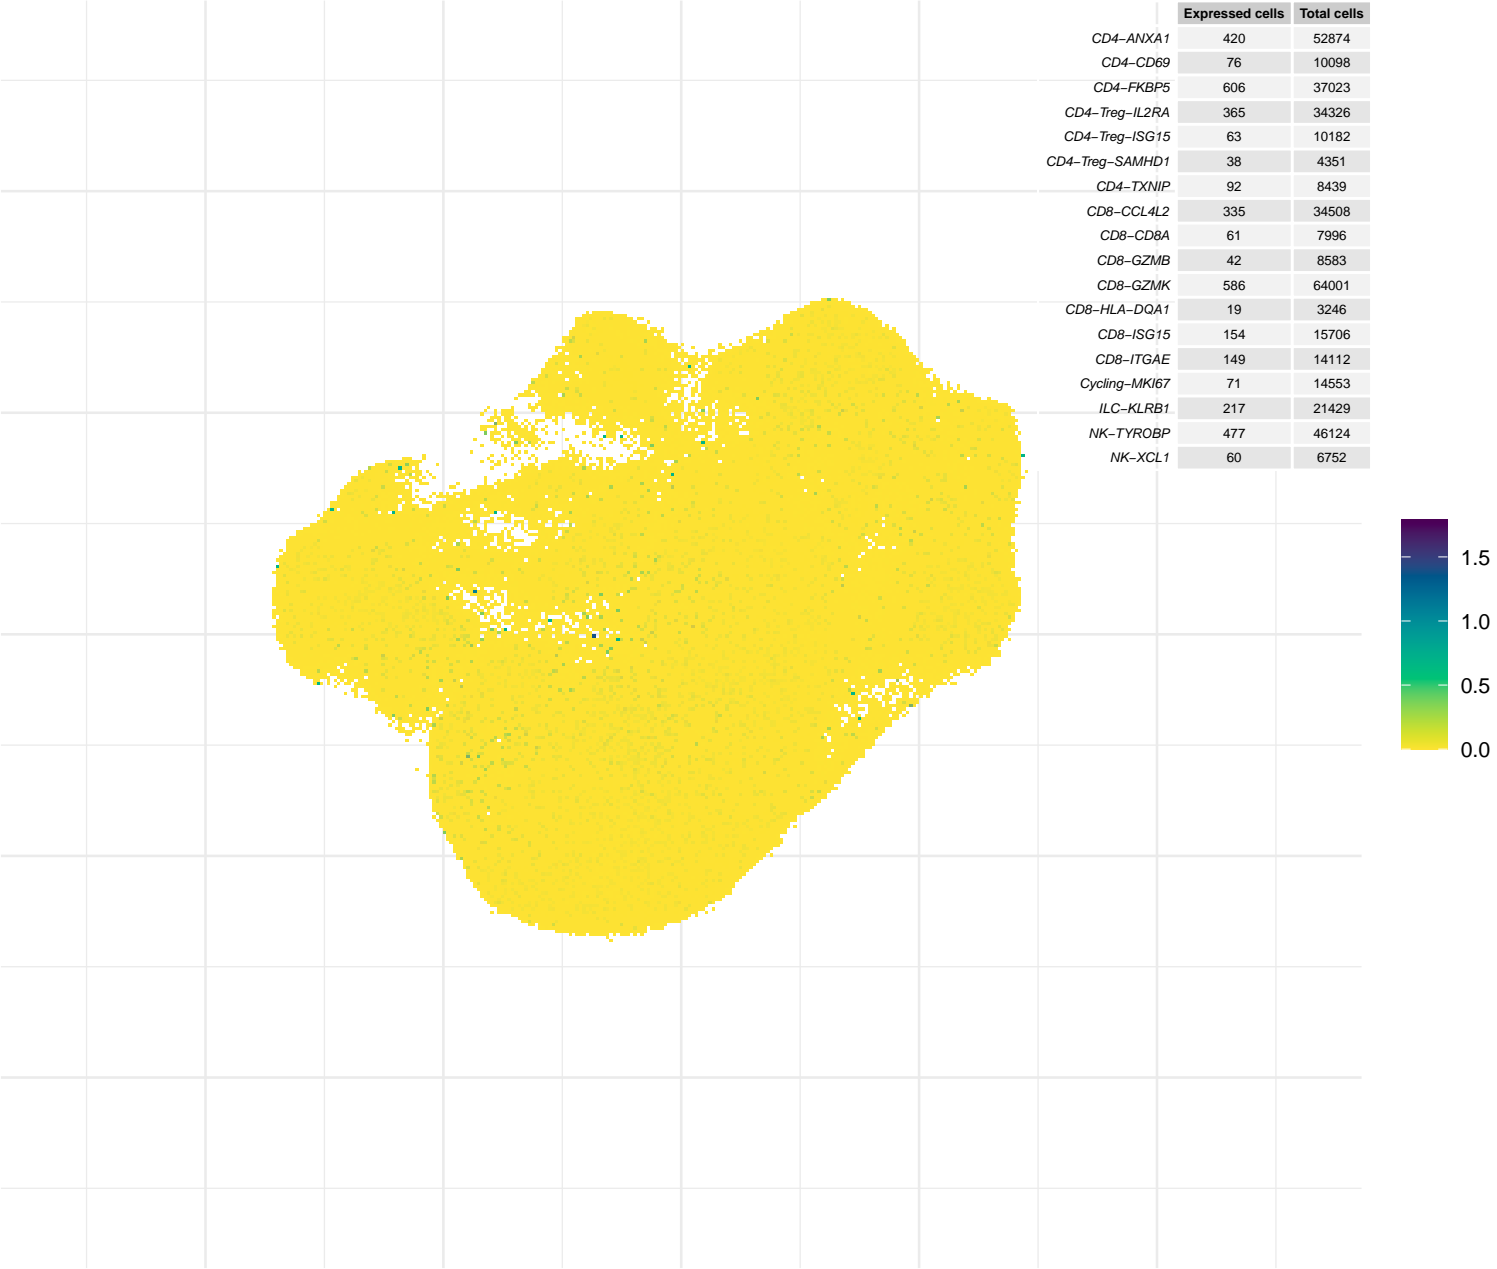 Expressed cells Total cells
CD4−ANXA1 420 52874
CD4−CD69 76 10098
CD4−FKBP5 606 37023
CD4−Treg−IL2RA 365 34326
CD4−Treg−ISG15 63 10182
CD4−Treg−SAMHD1 38 4351
CD4−TXNIP 92 8439
CD8−CCL4L2 335 34508
CD8−CD8A 61 7996
CD8−GZMB 42 8583
CD8−GZMK 586 64001
CD8−HLA−DQA1 19 3246
CD8−ISG15 154 15706
CD8−ITGAE 149 14112
Cycling−MKI67 71 14553
ILC−KLRB1 217 21429
NK−TYROBP 477 46124
NK−XCL1 60 6752
1.5
1.0
0.5
0.0